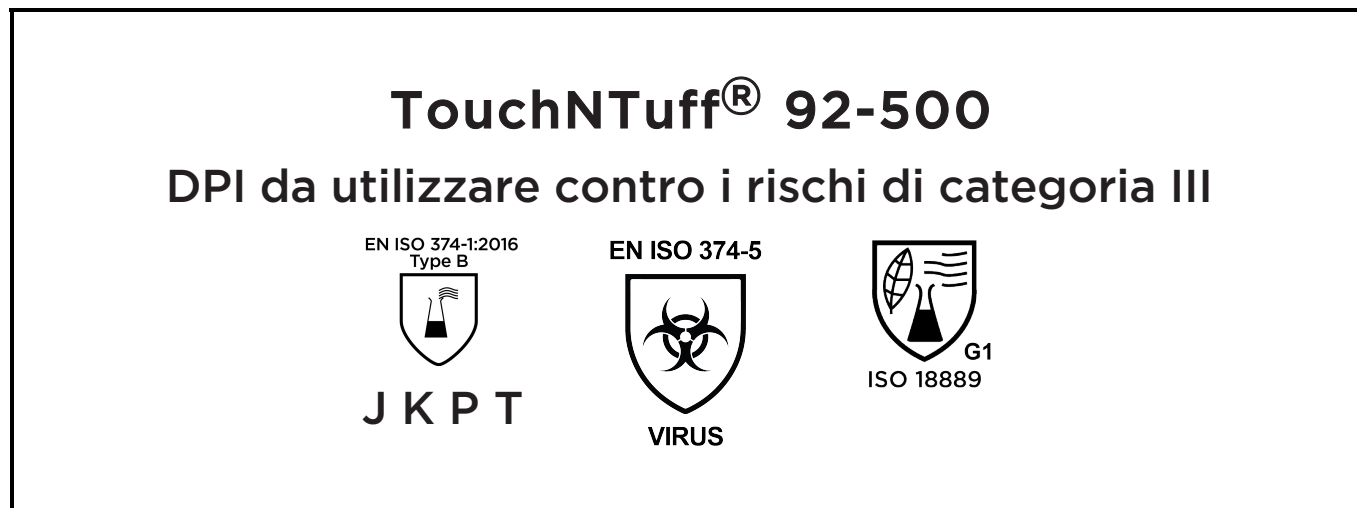 TouchNTuff® 92-500
DPI da utilizzare contro i rischi di categoria III
EN ISO 374-1:2016
Type B
J K P T
EN ISO 374-5
VIRUS
G1
ISO 18889